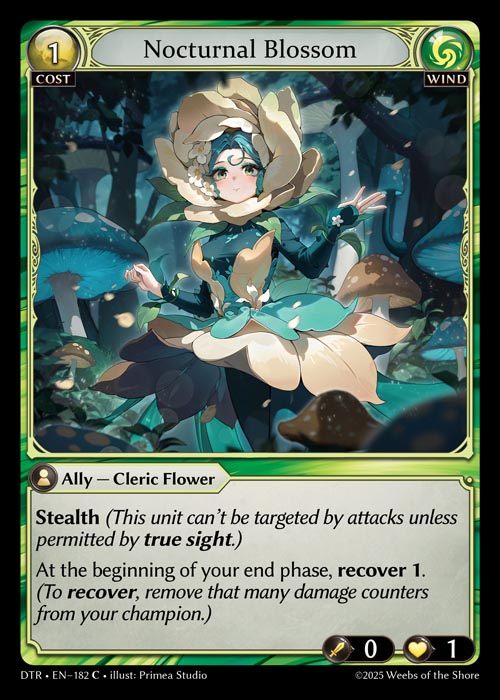 1
Nocturnal Blossom
COST
WIND
Ally — Cleric Flower
Stealth (This unit can't be targeted by attacks unless
permitted by true sight.)
At the beginning of your end phase, recover 1.
(To recover, remove that many damage counters
from your champion.)
0
1
DTR • EN–182 C • illust: Primea Studio
©2025 Weebs of the Shore